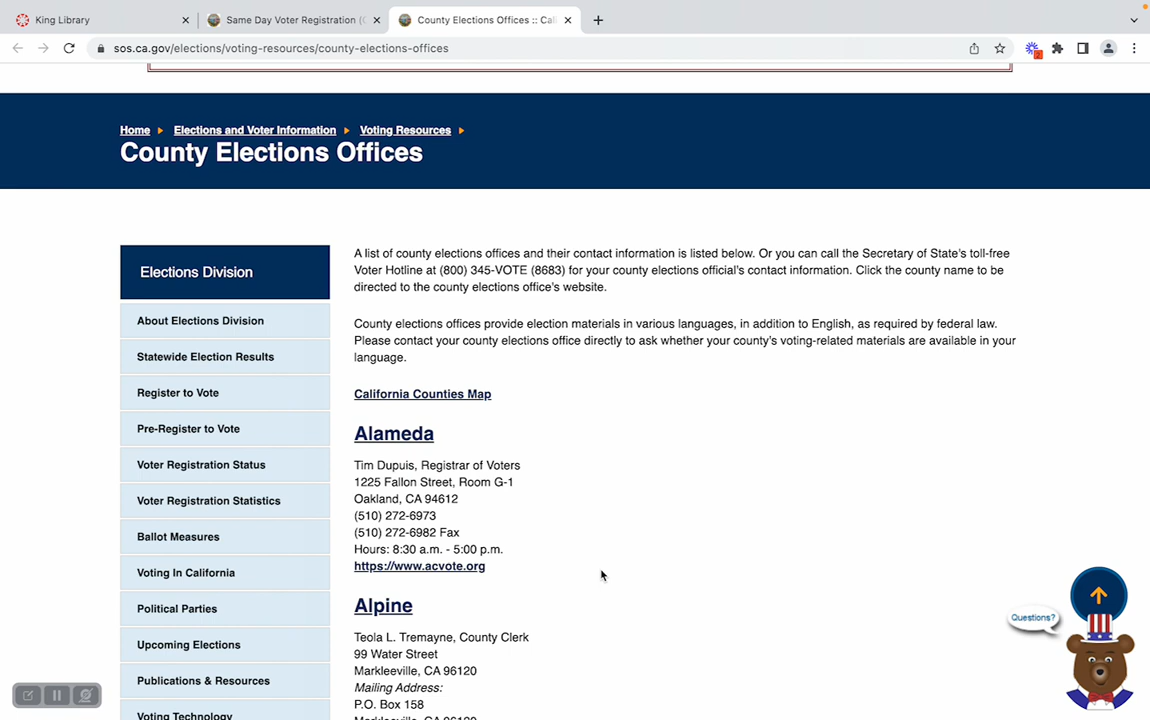 King Library
Same Day Voter Registration (
County Elections Offices :: Cal
sos.ca.gov/elections/voting-resources/county-elections-offices
2
Home
Elections and Voter Information
Voting Resources
County Elections Offices
Elections Division
About Elections Division
Statewide Election Results
Register to Vote
Pre-Register to Vote
Voter Registration Status
Voter Registration Statistics
Ballot Measures
Voting In California
Political Parties
Upcoming Elections
Publications & Resources
Voting Technology
A list of county elections offices and their contact information is listed below. Or you can call the Secretary of State's toll-free
Voter Hotline at (800) 345-VOTE (8683) for your county elections official's contact information. Click the county name to be
directed to the county elections office's website.
County elections offices provide election materials in various languages, in addition to English, as required by federal law.
Please contact your county elections office directly to ask whether your county's voting-related materials are available in your
language.
California Counties Map
Alameda
Tim Dupuis, Registrar of Voters
1225 Fallon Street, Room G-1
Oakland, CA 94612
(510) 272-6973
(510) 272-6982 Fax
Hours: 8:30 a.m. - 5:00 p.m.
https://www.acvote.org
Alpine
Teola L. Tremayne, County Clerk
99 Water Street
Markleeville, CA 96120
Mailing Address:
P.O. Box 158
Markleeville, CA 96120
Questions?